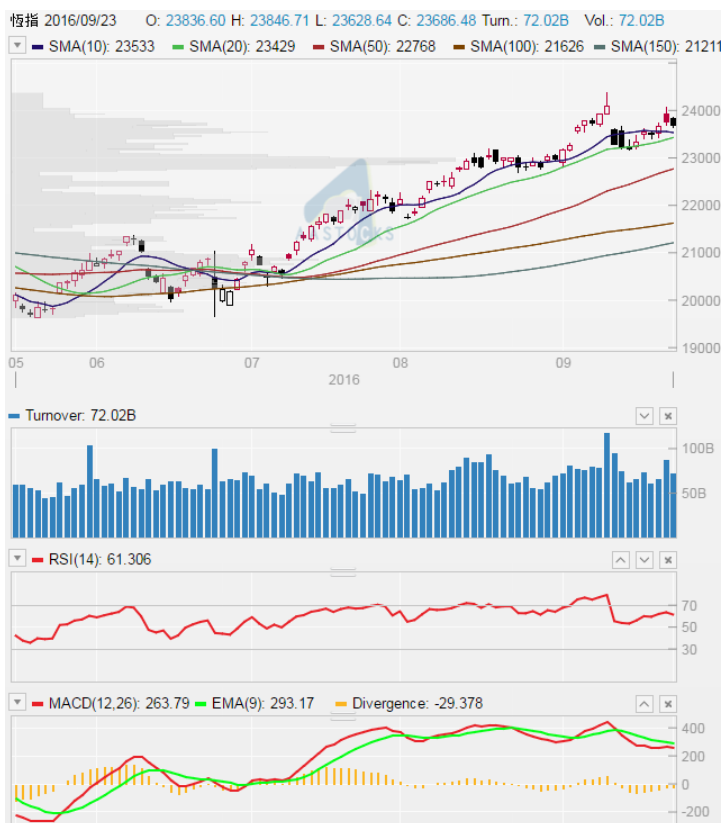 恆指 2016/09/23 O: 23836.60 H: 23846.71 L: 23628.64 C: 23686.48 Turn.: 72.02B Vol.: 72.02B
SMA(10): 23533 SMA(20): 23429 SMA(50): 22768 SMA(100): 21626 SMA(150): 21211
24000
23000
22000
AASTOCKS
21000
20000
19000
05 06 07 08 09
2016
Turnover: 72.02B
100B
50B
RSI(14): 61.306
70
50
30
MACD(12,26): 263.79 EMA(9): 293.17 Divergence: -29.378
400
200
0
-200